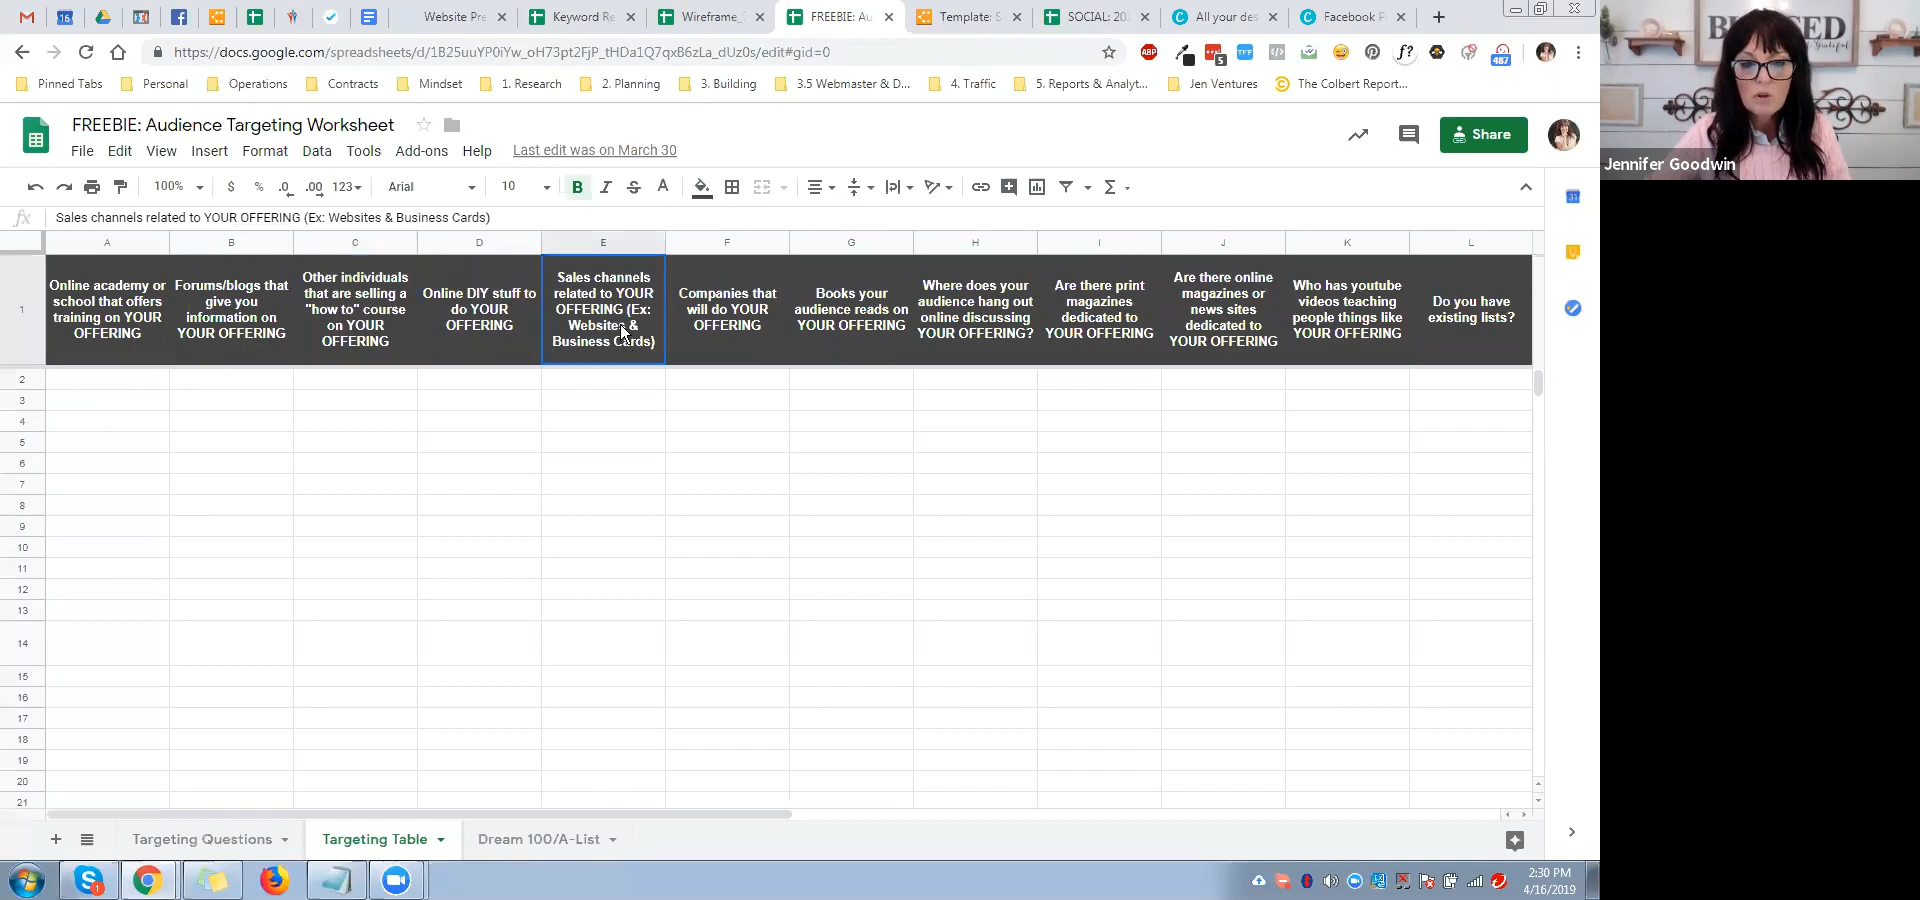 Website Pre
Keyword Re
Wireframe_
FREEBIE: Au
Template: S
SOCIAL: 20
All your des
Facebook P
https://docs.google.com/spreadsheets/d/1B25uuYP0iYw_oH73pt2FjP_tHDa1Q7qxB6zLa_dUz0s/edit#gid=0
Pinned Tabs
Personal
Operations
Contracts
Mindset
1. Research
2. Planning
3. Building
3.5 Webmaster & D...
4. Traffic
5. Reports & Analyt...
Jen Ventures
The Colbert Report...
FREEBIE: Audience Targeting Worksheet
Share
File Edit View Insert Format Data Tools Add-ons Help Last edit was on March 30
100% $ % .0 .00 123 Arial 10
Sales channels related to YOUR OFFERING (Ex: Websites & Business Cards)
A B C D E F G H I J K L
1
Online academy or
school that offers
training on YOUR
OFFERING
Forums/blogs that
give you
information on
YOUR OFFERING
Other individuals
that are selling a
"how to" course
on YOUR
OFFERING
Online DIY stuff to
do YOUR
OFFERING
Sales channels
related to YOUR
OFFERING (Ex:
Websites &
Business Cards)
Companies that
will do YOUR
OFFERING
Books your
audience reads on
YOUR OFFERING
Where does your
audience hang out
online discussing
YOUR OFFERING?
Are there print
magazines
dedicated to
YOUR OFFERING
Are there online
magazines or
news sites
dedicated to
YOUR OFFERING
Who has youtube
videos teaching
people things like
YOUR OFFERING
Do you have
existing lists?
2
3
4
5
6
7
8
9
10
11
12
13
14
15
16
17
18
19
20
21
Targeting Questions
Targeting Table
Dream 100/A-List
2:30 PM
4/16/2019
Jennifer Goodwin